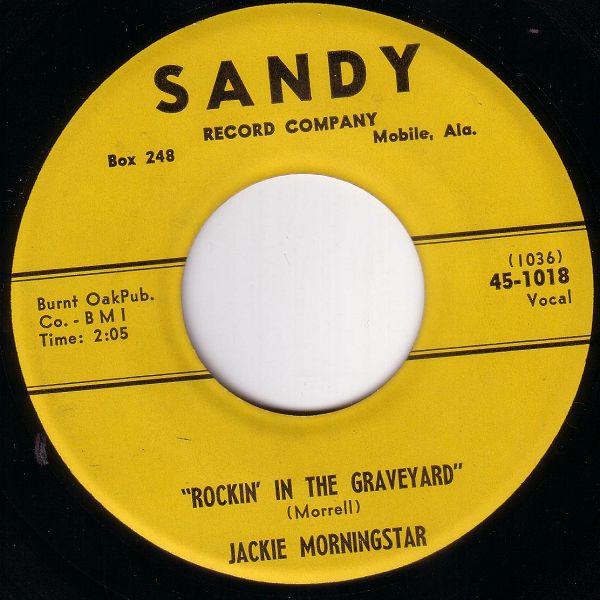 SANDY
RECORD COMPANY
Box 248
Mobile, Ala.
(1036)
45-1018
Vocal
Burnt OakPub.
Co. - B M I
Time: 2:05
"ROCKIN' IN THE GRAVEYARD"
(Morrell)
JACKIE MORNINGSTAR